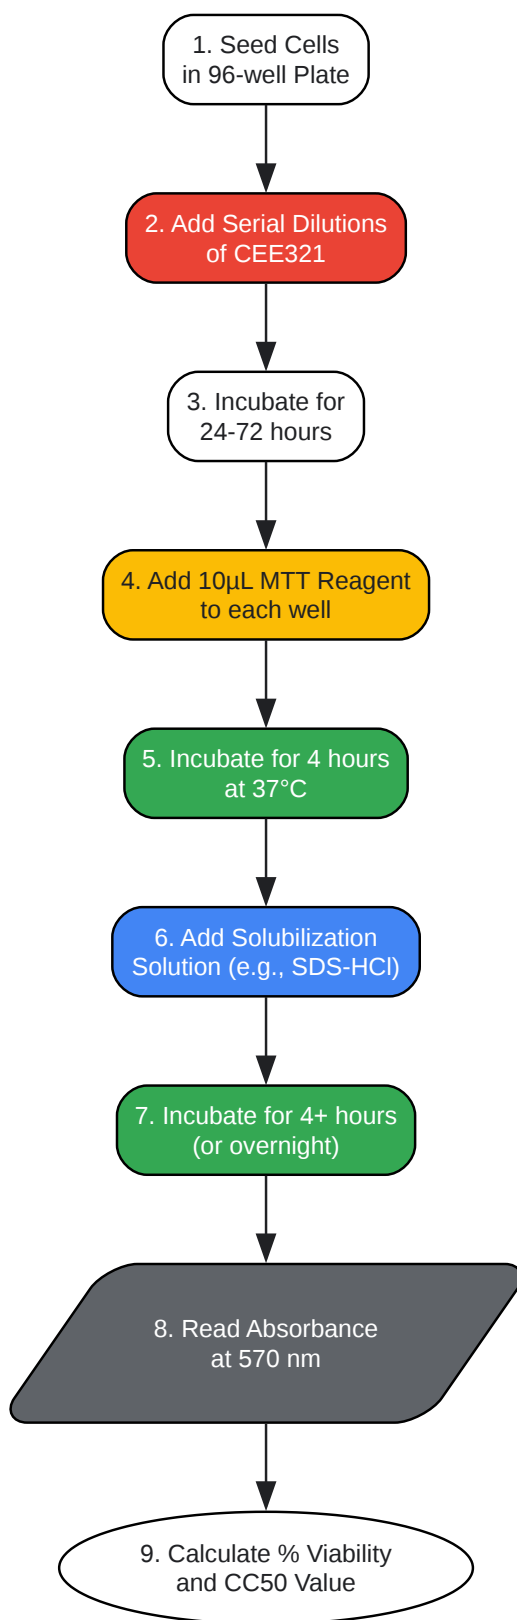 1. Seed Cells
in 96-well Plate
2. Add Serial Dilutions
of CEE321
3. Incubate for
24-72 hours
4. Add 10µL MTT Reagent
to each well
5. Incubate for 4 hours
at 37°C
6. Add Solubilization
Solution (e.g., SDS-HCl)
7. Incubate for 4+ hours
(or overnight)
8. Read Absorbance
at 570 nm
9. Calculate % Viability
and CC50 Value